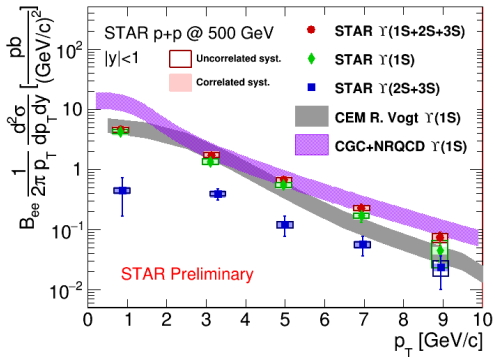 STAR p+p @ 500 GeV
|y|<1
Uncorrelated syst.
Correlated syst.
STAR ϒ(1S+2S+3S)
STAR ϒ(1S)
STAR ϒ(2S+3S)
CEM R. Vogt ϒ(1S)
CGC+NRQCD ϒ(1S)
STAR Preliminary
B_ee 1/(2π p_T) d²σ/(dp_T dy) [pb/(GeV/c)²]
10²
10
1
10⁻¹
10⁻²
0 1 2 3 4 5 6 7 8 9 10
p_T [GeV/c]